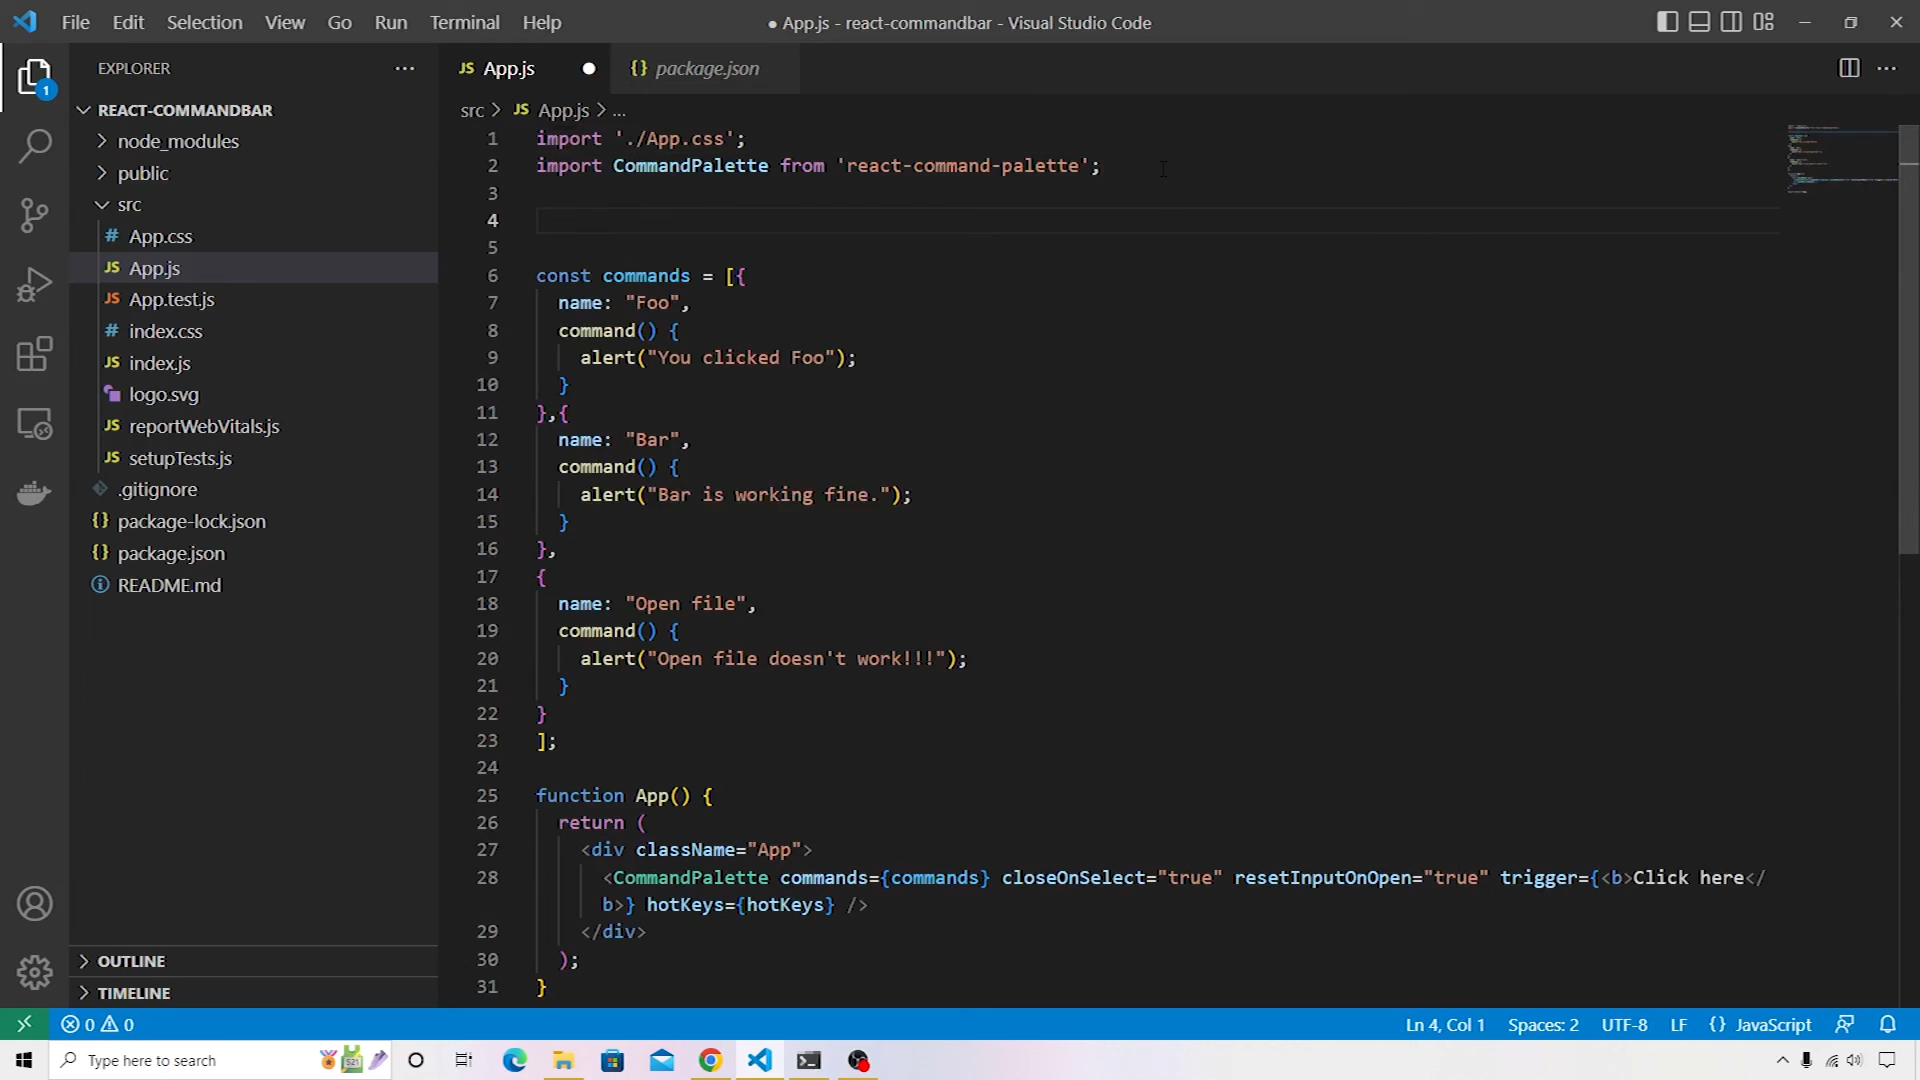 File Edit Selection View Go Run Terminal Help
● App.js - react-commandbar - Visual Studio Code
EXPLORER
1
REACT-COMMANDBAR
node_modules
public
src
# App.css
JS App.js
JS App.test.js
# index.css
JS index.js
logo.svg
JS reportWebVitals.js
JS setupTests.js
.gitignore
{} package-lock.json
{} package.json
README.md
OUTLINE
TIMELINE
JS App.js
{} package.json
src > JS App.js > ...
1 import './App.css';
2 import CommandPalette from 'react-command-palette';
3
4
5
6 const commands = [{
7 name: "Foo",
8 command() {
9 alert("You clicked Foo");
10 }
11 },{
12 name: "Bar",
13 command() {
14 alert("Bar is working fine.");
15 }
16 },
17 {
18 name: "Open file",
19 command() {
20 alert("Open file doesn't work!!!");
21 }
22 }
23 ];
24
25 function App() {
26 return (
27 <div className="App">
28 <CommandPalette commands={commands} closeOnSelect="true" resetInputOnOpen="true" trigger={<b>Click here</
b>} hotKeys={hotKeys} />
29 </div>
30 );
31 }
0 0
Ln 4, Col 1 Spaces: 2 UTF-8 LF {} JavaScript
Type here to search